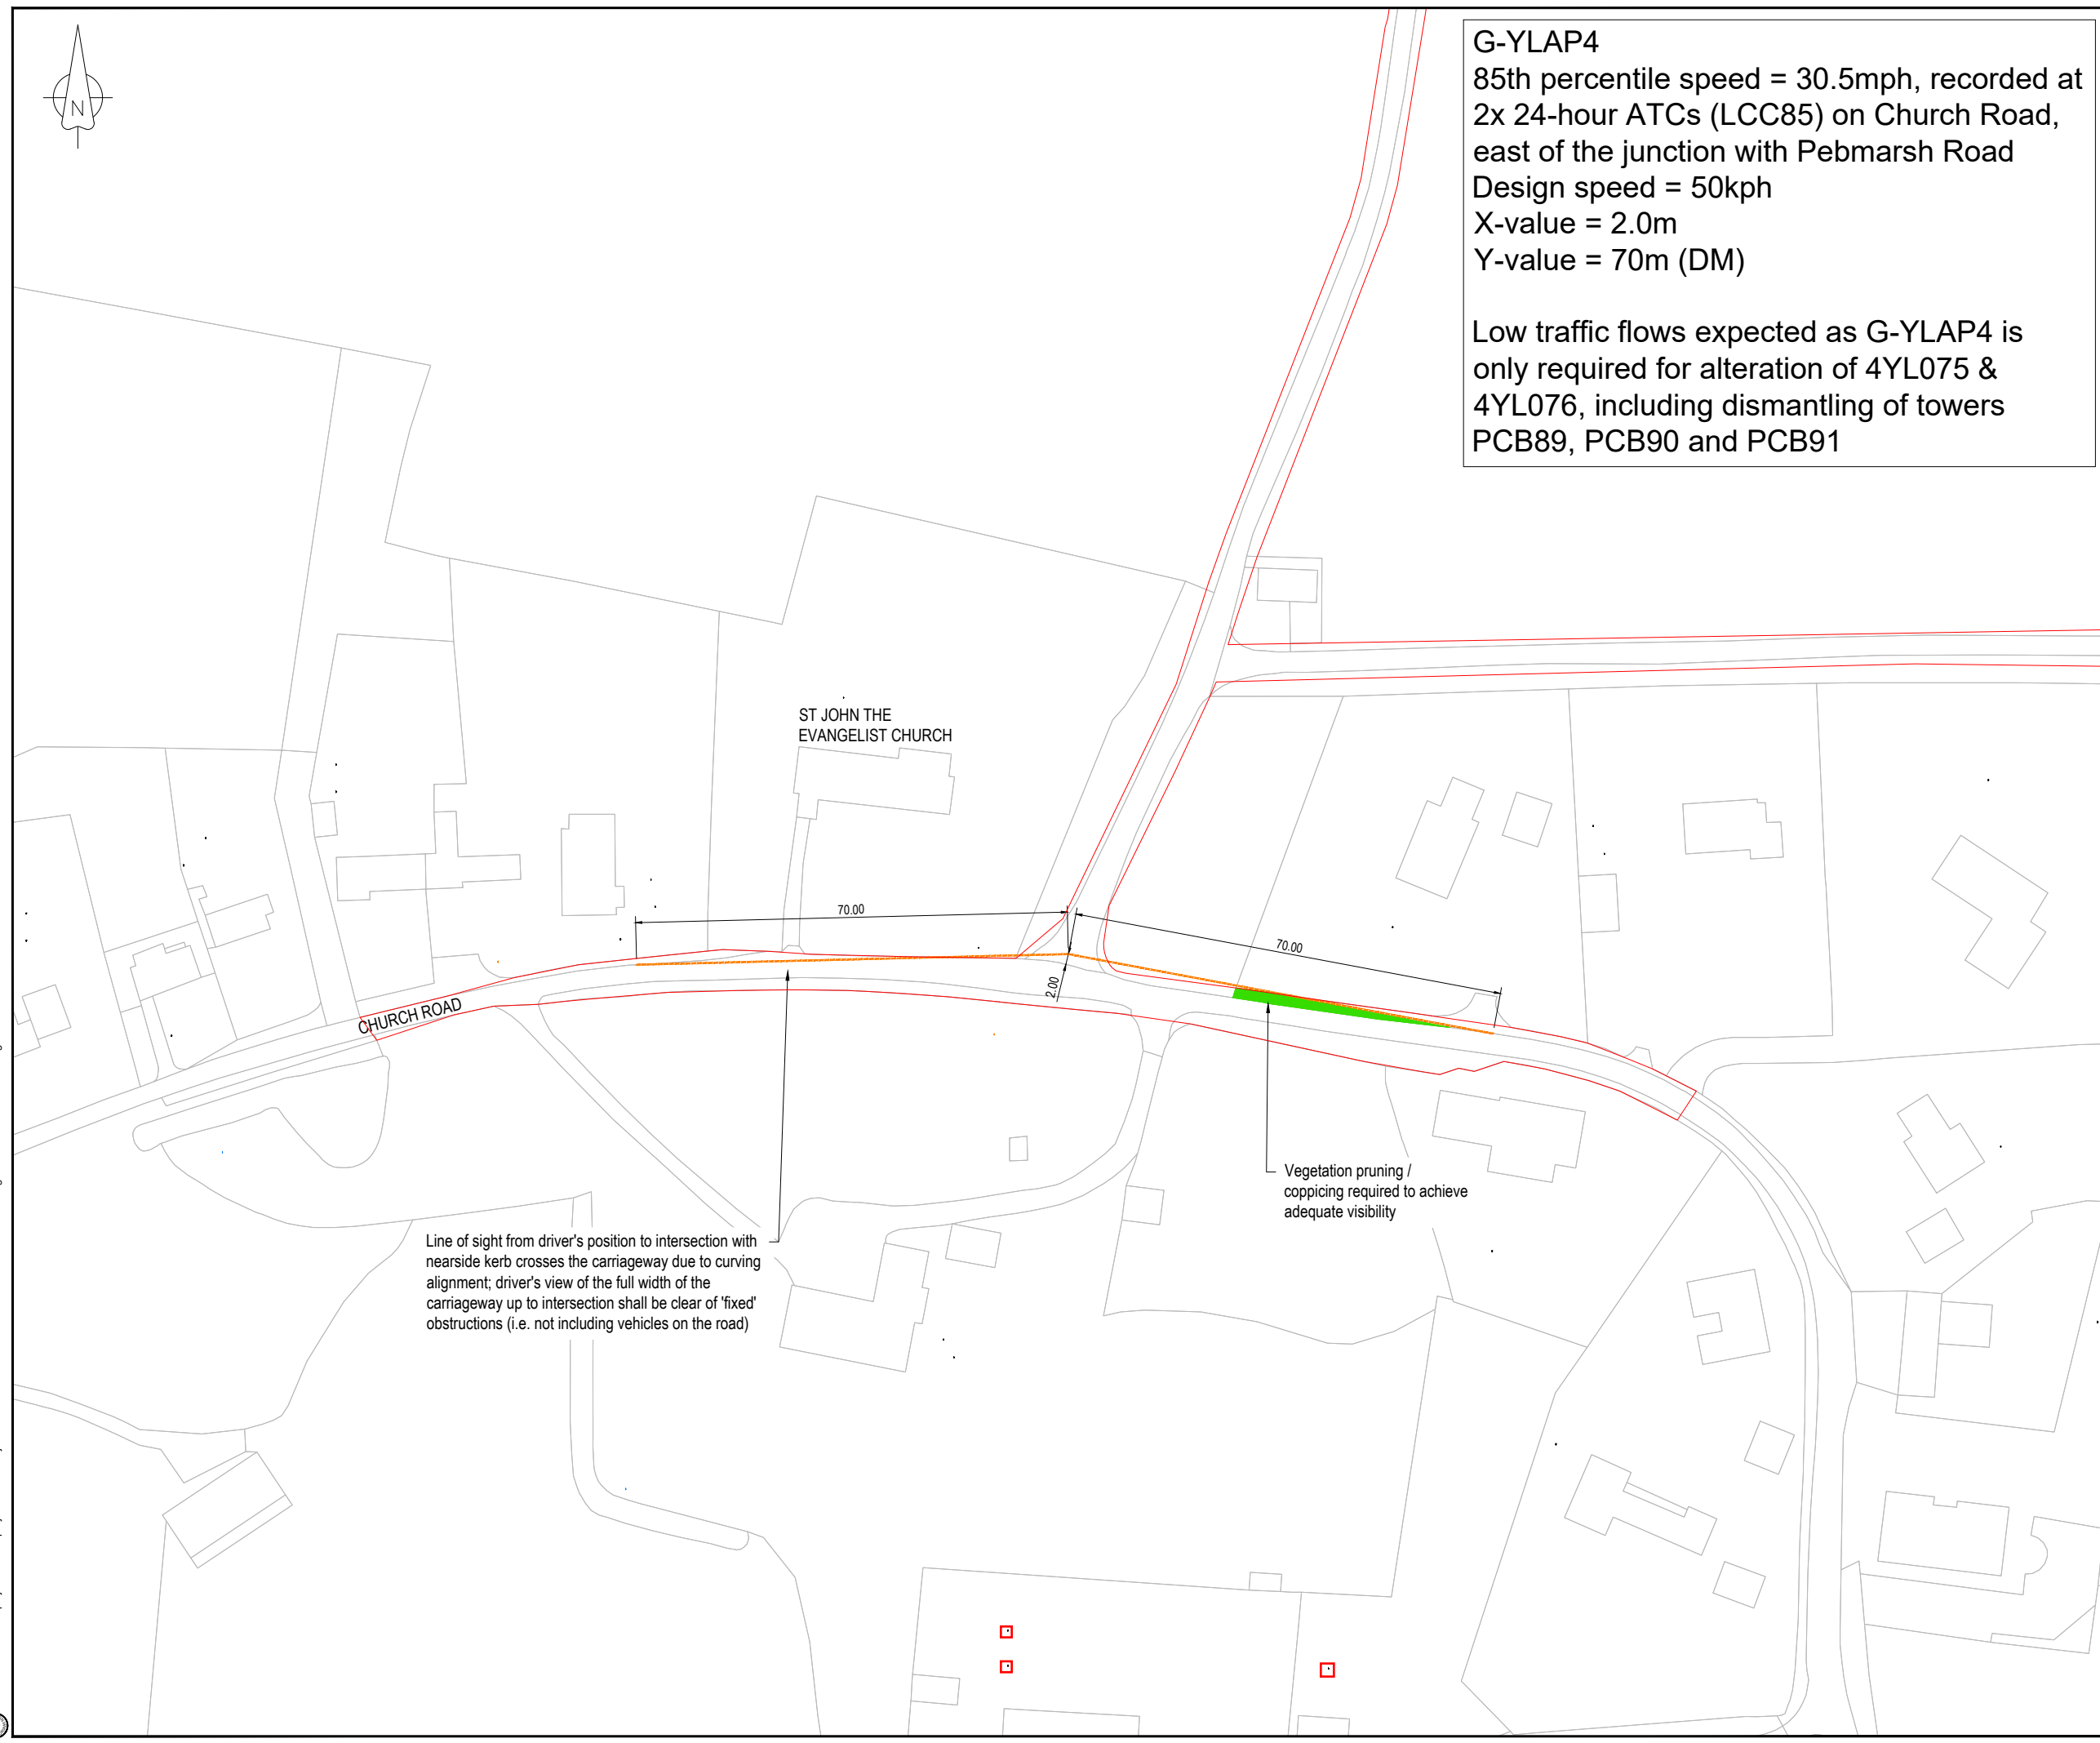 N
G-YLAP4
85th percentile speed = 30.5mph, recorded at
2x 24-hour ATCs (LCC85) on Church Road,
east of the junction with Pebmarsh Road
Design speed = 50kph
X-value = 2.0m
Y-value = 70m (DM)
Low traffic flows expected as G-YLAP4 is
only required for alteration of 4YL075 &
4YL076, including dismantling of towers
PCB89, PCB90 and PCB91
ST JOHN THE
EVANGELIST CHURCH
70.00
70.00
2.00
CHURCH ROAD
Vegetation pruning /
coppicing required to achieve
adequate visibility
Line of sight from driver's position to intersection with
nearside kerb crosses the carriageway due to curving
alignment; driver's view of the full width of the
carriageway up to intersection shall be clear of 'fixed'
obstructions (i.e. not including vehicles on the road)